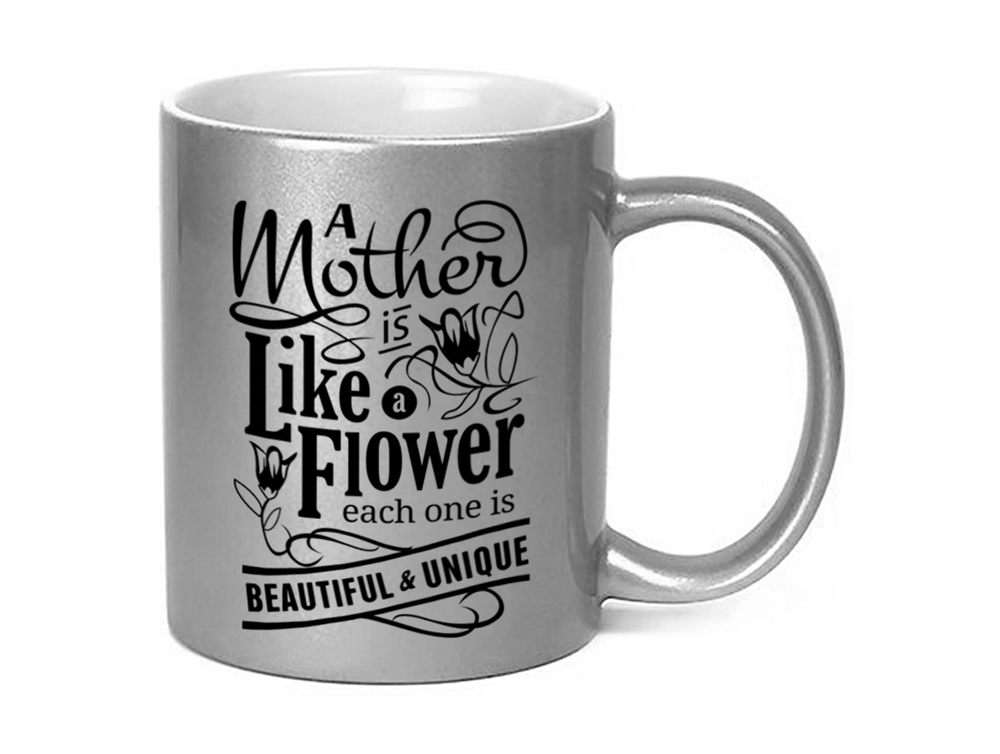 A
Mother
is
Like a
Flower
each one is
BEAUTIFUL & UNIQUE